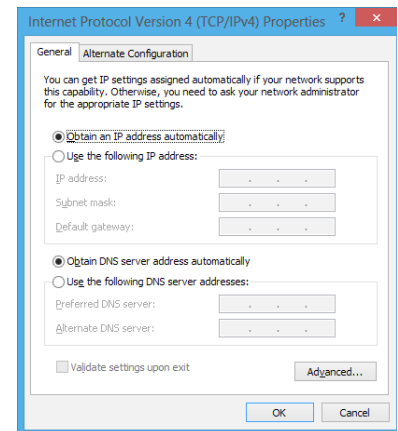 Internet Protocol Version 4 (TCP/IPv4) Properties ? ×
General Alternate Configuration
You can get IP settings assigned automatically if your network supports
this capability. Otherwise, you need to ask your network administrator
for the appropriate IP settings.
Obtain an IP address automatically
Use the following IP address:
IP address: . . .
Subnet mask: . . .
Default gateway: . . .
Obtain DNS server address automatically
Use the following DNS server addresses:
Preferred DNS server: . . .
Alternate DNS server: . . .
Validate settings upon exit
Advanced...
OK Cancel